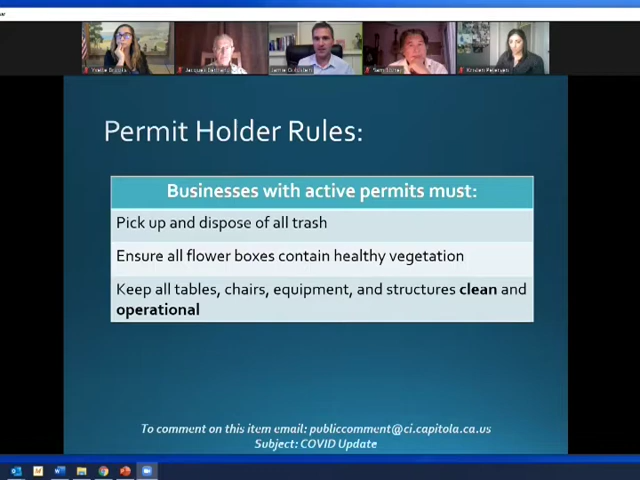 Permit Holder Rules:
Businesses with active permits must:
Pick up and dispose of all trash
Ensure all flower boxes contain healthy vegetation
Keep all tables, chairs, equipment, and structures clean and
operational
To comment on this item email: publiccomment@ci.capitola.ca.us
Subject: COVID Update